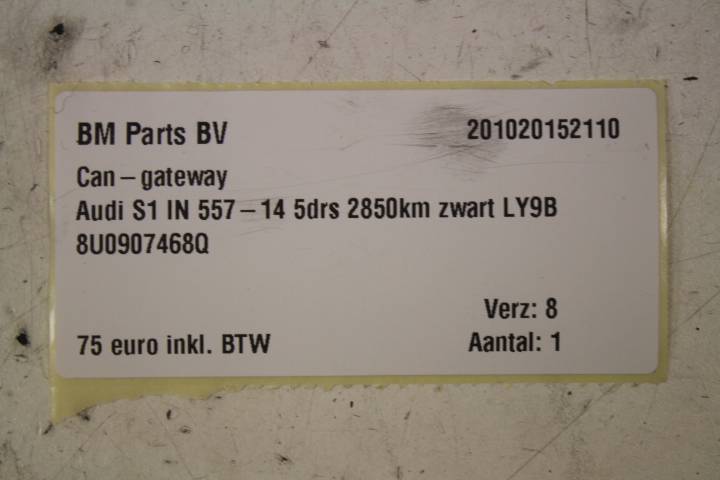 BM Parts BV 201020152110
Can-gateway
Audi S1 IN 557-14 5drs 2850km zwart LY9B
8U0907468Q
Verz: 8
75 euro inkl. BTW Aantal: 1